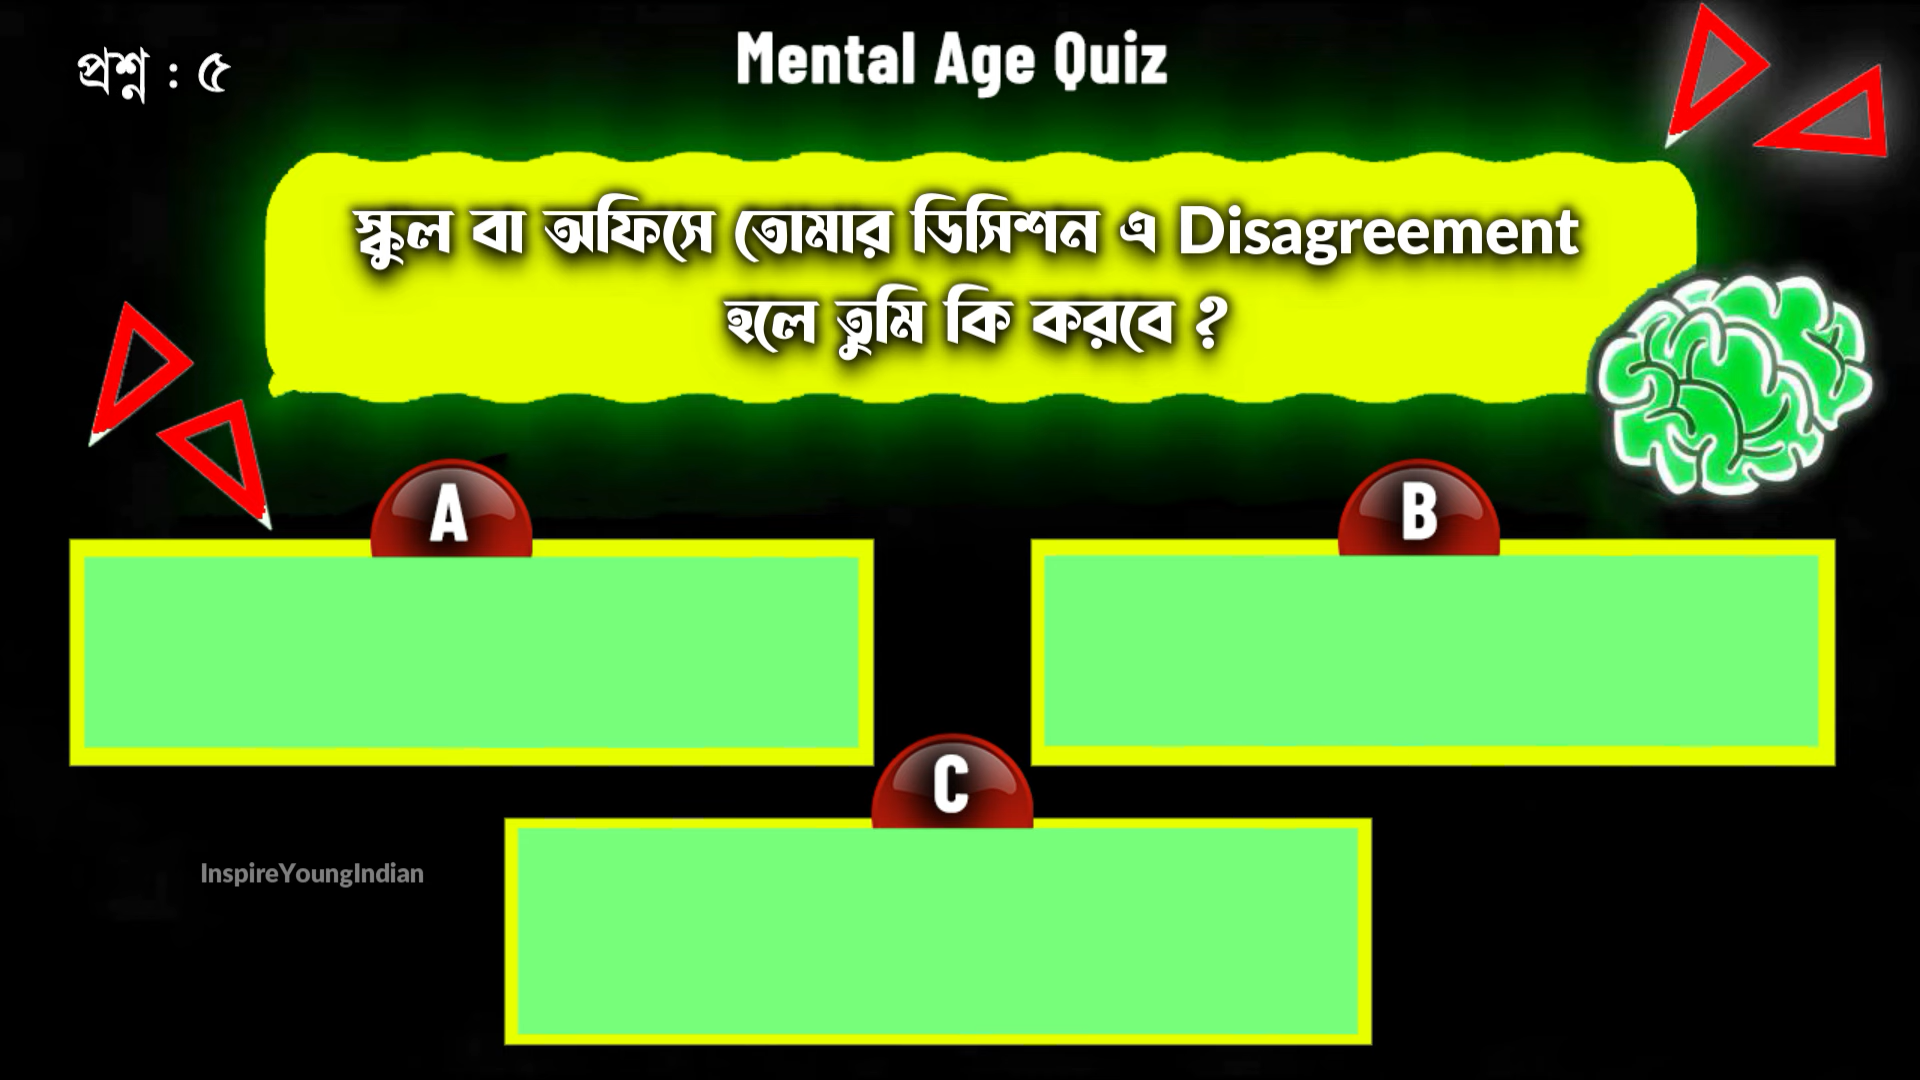 Mental Age Quiz
প্রশ্ন : ৫
স্কুল বা অফিসে তোমার ডিসিশন এ Disagreement
হলে তুমি কি করবে ?
A
B
C
InspireYoungIndian